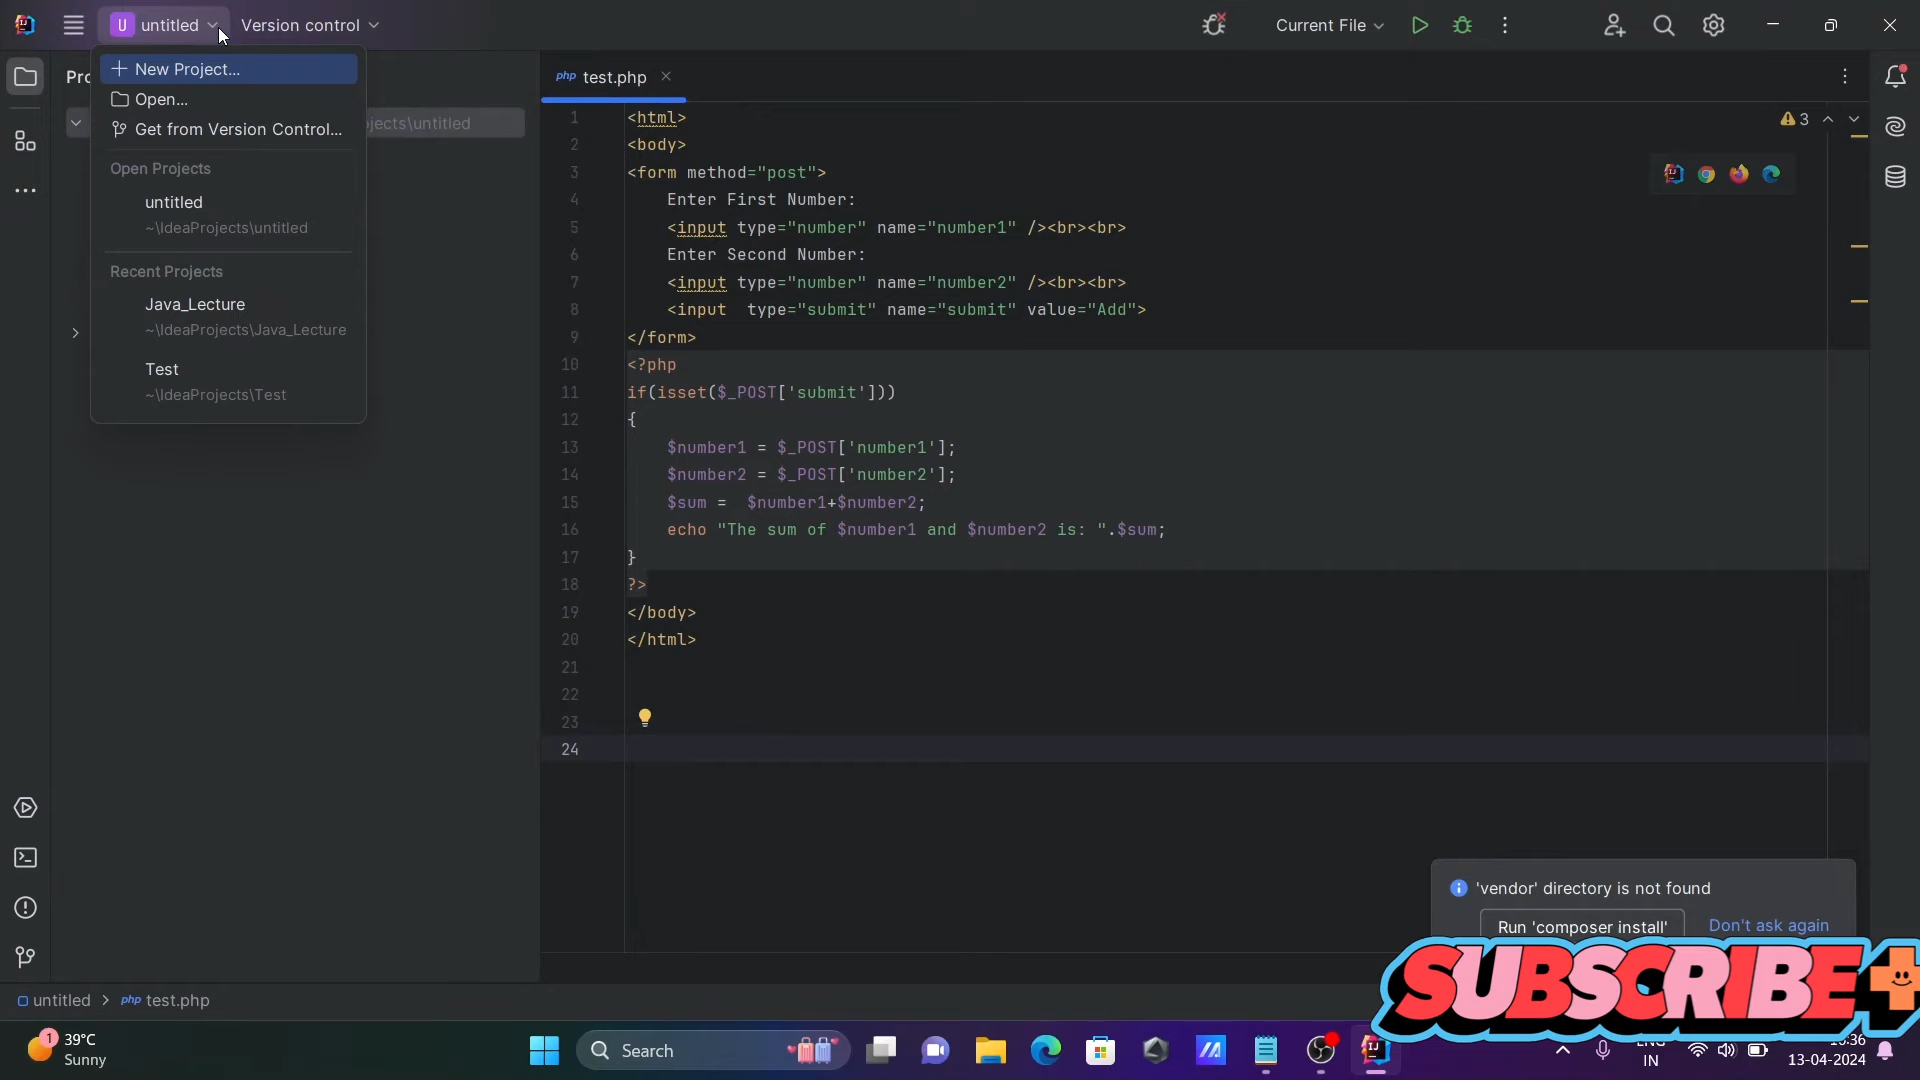 U untitled Version control Current File
New Project...
Open...
Get from Version Control...
Open Projects
untitled
~\IdeaProjects\untitled
Recent Projects
Java_Lecture
~\IdeaProjects\Java_Lecture
Test
~\IdeaProjects\Test
php test.php
3
1 <html>
2 <body>
3 <form method="post">
4 Enter First Number:
5 <input type="number" name="number1" /><br><br>
6 Enter Second Number:
7 <input type="number" name="number2" /><br><br>
8 <input  type="submit" name="submit" value="Add">
9 </form>
10 <?php
11 if(isset($_POST['submit']))
12 {
13 $number1 = $_POST['number1'];
14 $number2 = $_POST['number2'];
15 $sum =  $number1+$number2;
16 echo "The sum of $number1 and $number2 is: ".$sum;
17 }
18 ?>
19 </body>
20 </html>
21
22
23
24
'vendor' directory is not found
Run 'composer install' Don't ask again
SUBSCRIBE
untitled > php test.php
1 39°C
Sunny
Search
IN
13-04-2024